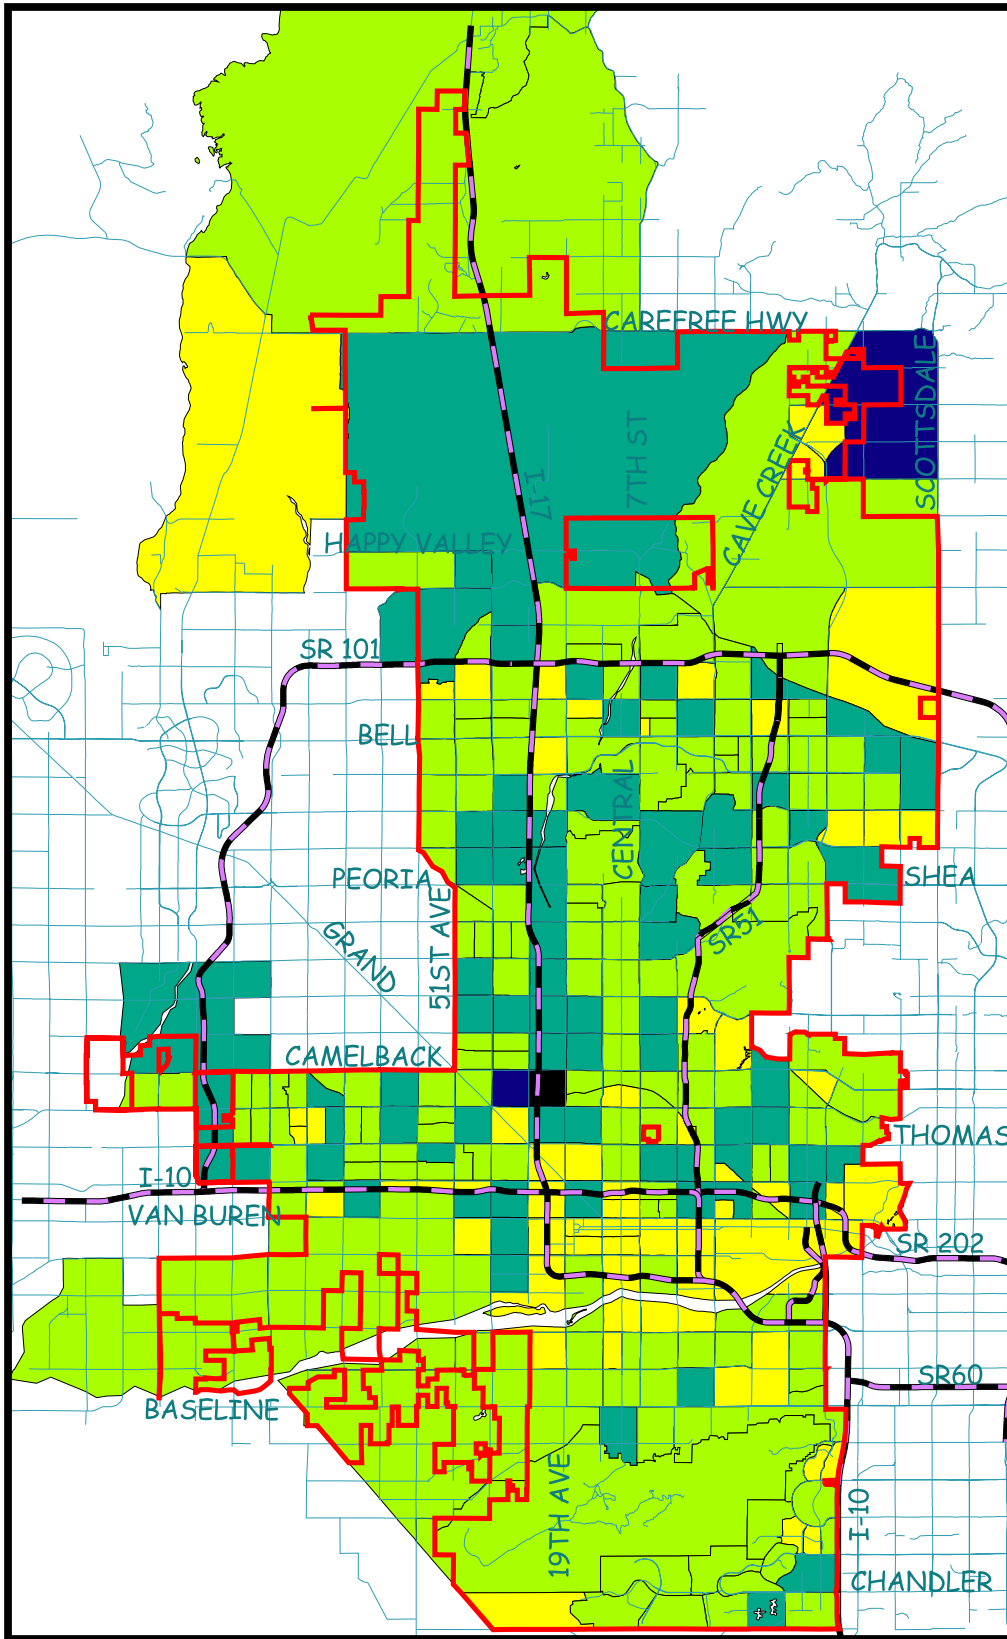 CAREFREE HWY
SCOTTSDALE
7TH ST
CAVE CREEK
I-17
HAPPY VALLEY
SR 101
BELL
CENTRAL
PEORIA
SHEA
51ST AVE
GRAND
SR51
CAMELBACK
THOMAS
I-10
VAN BUREN
SR 202
SR60
BASELINE
19TH AVE
I-10
CHANDLER